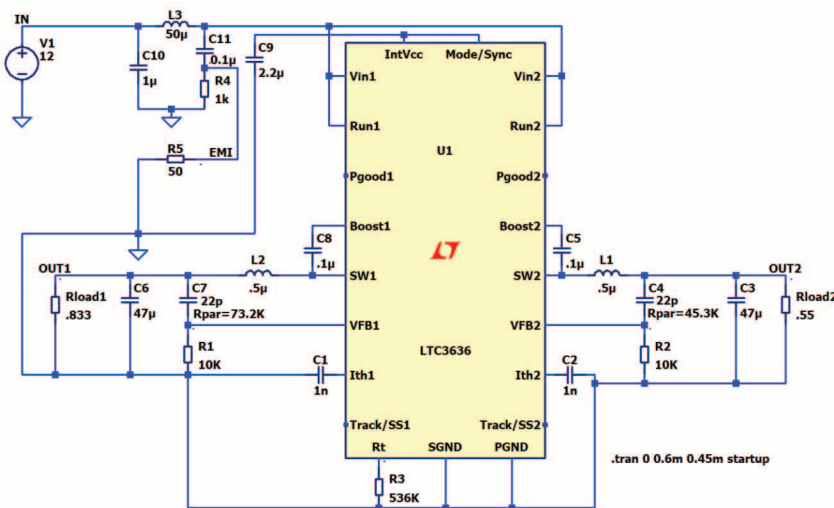 IN
L3
50µ
V1
12
C10
1µ
C11
0.1µ
R4
1k
C9
2.2µ
R5
50
EMI
IntVcc
Mode/Sync
Vin1
Vin2
Run1
Run2
U1
Pgood1
Pgood2
Boost1
Boost2
C8
.1µ
C5
.1µ
SW1
SW2
OUT1
L2
.5µ
L1
.5µ
OUT2
Rload1
.833
C6
47µ
C7
22p
Rpar=73.2K
C4
22p
Rpar=45.3K
C3
47µ
Rload2
.55
VFB1
VFB2
R1
10K
R2
10K
LTC3636
C1
1n
Ith1
Ith2
C2
1n
Track/SS1
Track/SS2
Rt
SGND
PGND
R3
536K
.tran 0 0.6m 0.45m startup